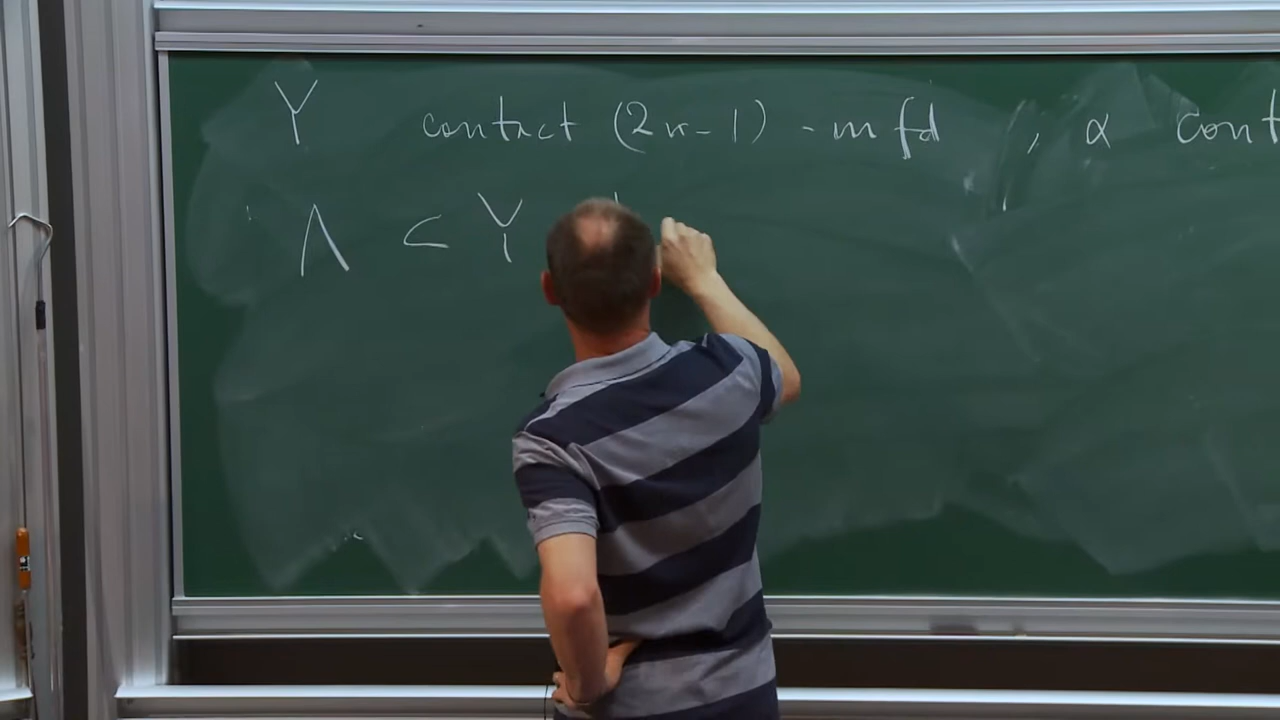 Y contact (2n-1) - mfd , α cont
Λ ⊂ Y